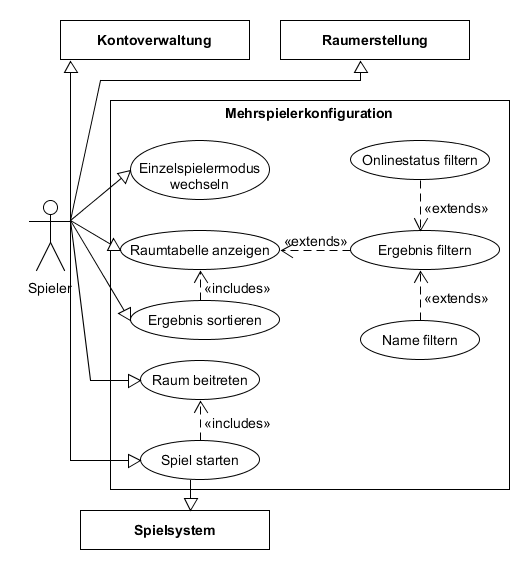 Kontoverwaltung
Raumerstellung
Mehrspielerkonfiguration
Einzelspielermodus
wechseln
Onlinestatus filtern
«extends»
Spieler
Raumtabelle anzeigen
«extends»
Ergebnis filtern
«includes»
«extends»
Ergebnis sortieren
Name filtern
Raum beitreten
«includes»
Spiel starten
Spielsystem